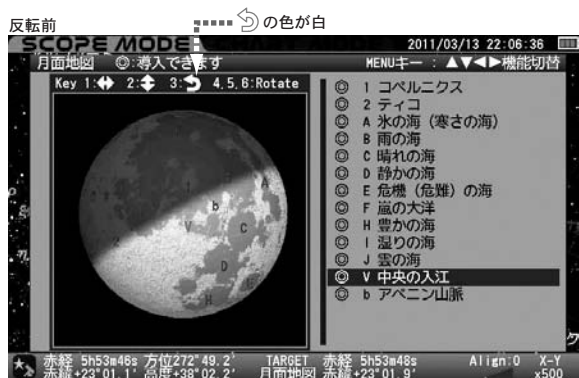 反転前
の色が白
SCOPE MODE
2011/03/13 22:06:36
月面地図 ◎:導入できます
MENUキー : ▲▼◀▶機能切替
Key 1: 2: 3: 4.5.6:Rotate
◎ 1 コペルニクス
◎ 2 ティコ
◎ A 氷の海（寒さの海）
◎ B 雨の海
◎ C 晴れの海
◎ D 静かの海
◎ E 危機（危難）の海
◎ F 嵐の大洋
◎ H 豊かの海
◎ I 湿りの海
◎ J 雲の海
◎ V 中央の入江
◎ b アペニン山脈
A
b
V
C
D
H
赤経 5h53m46s 方位272°49.2' TARGET 赤経 5h53m48s Align:0 X-Y
赤緯+23°01.1' 高度+38°02.2' 月面地図 赤緯+23°01.9' x500